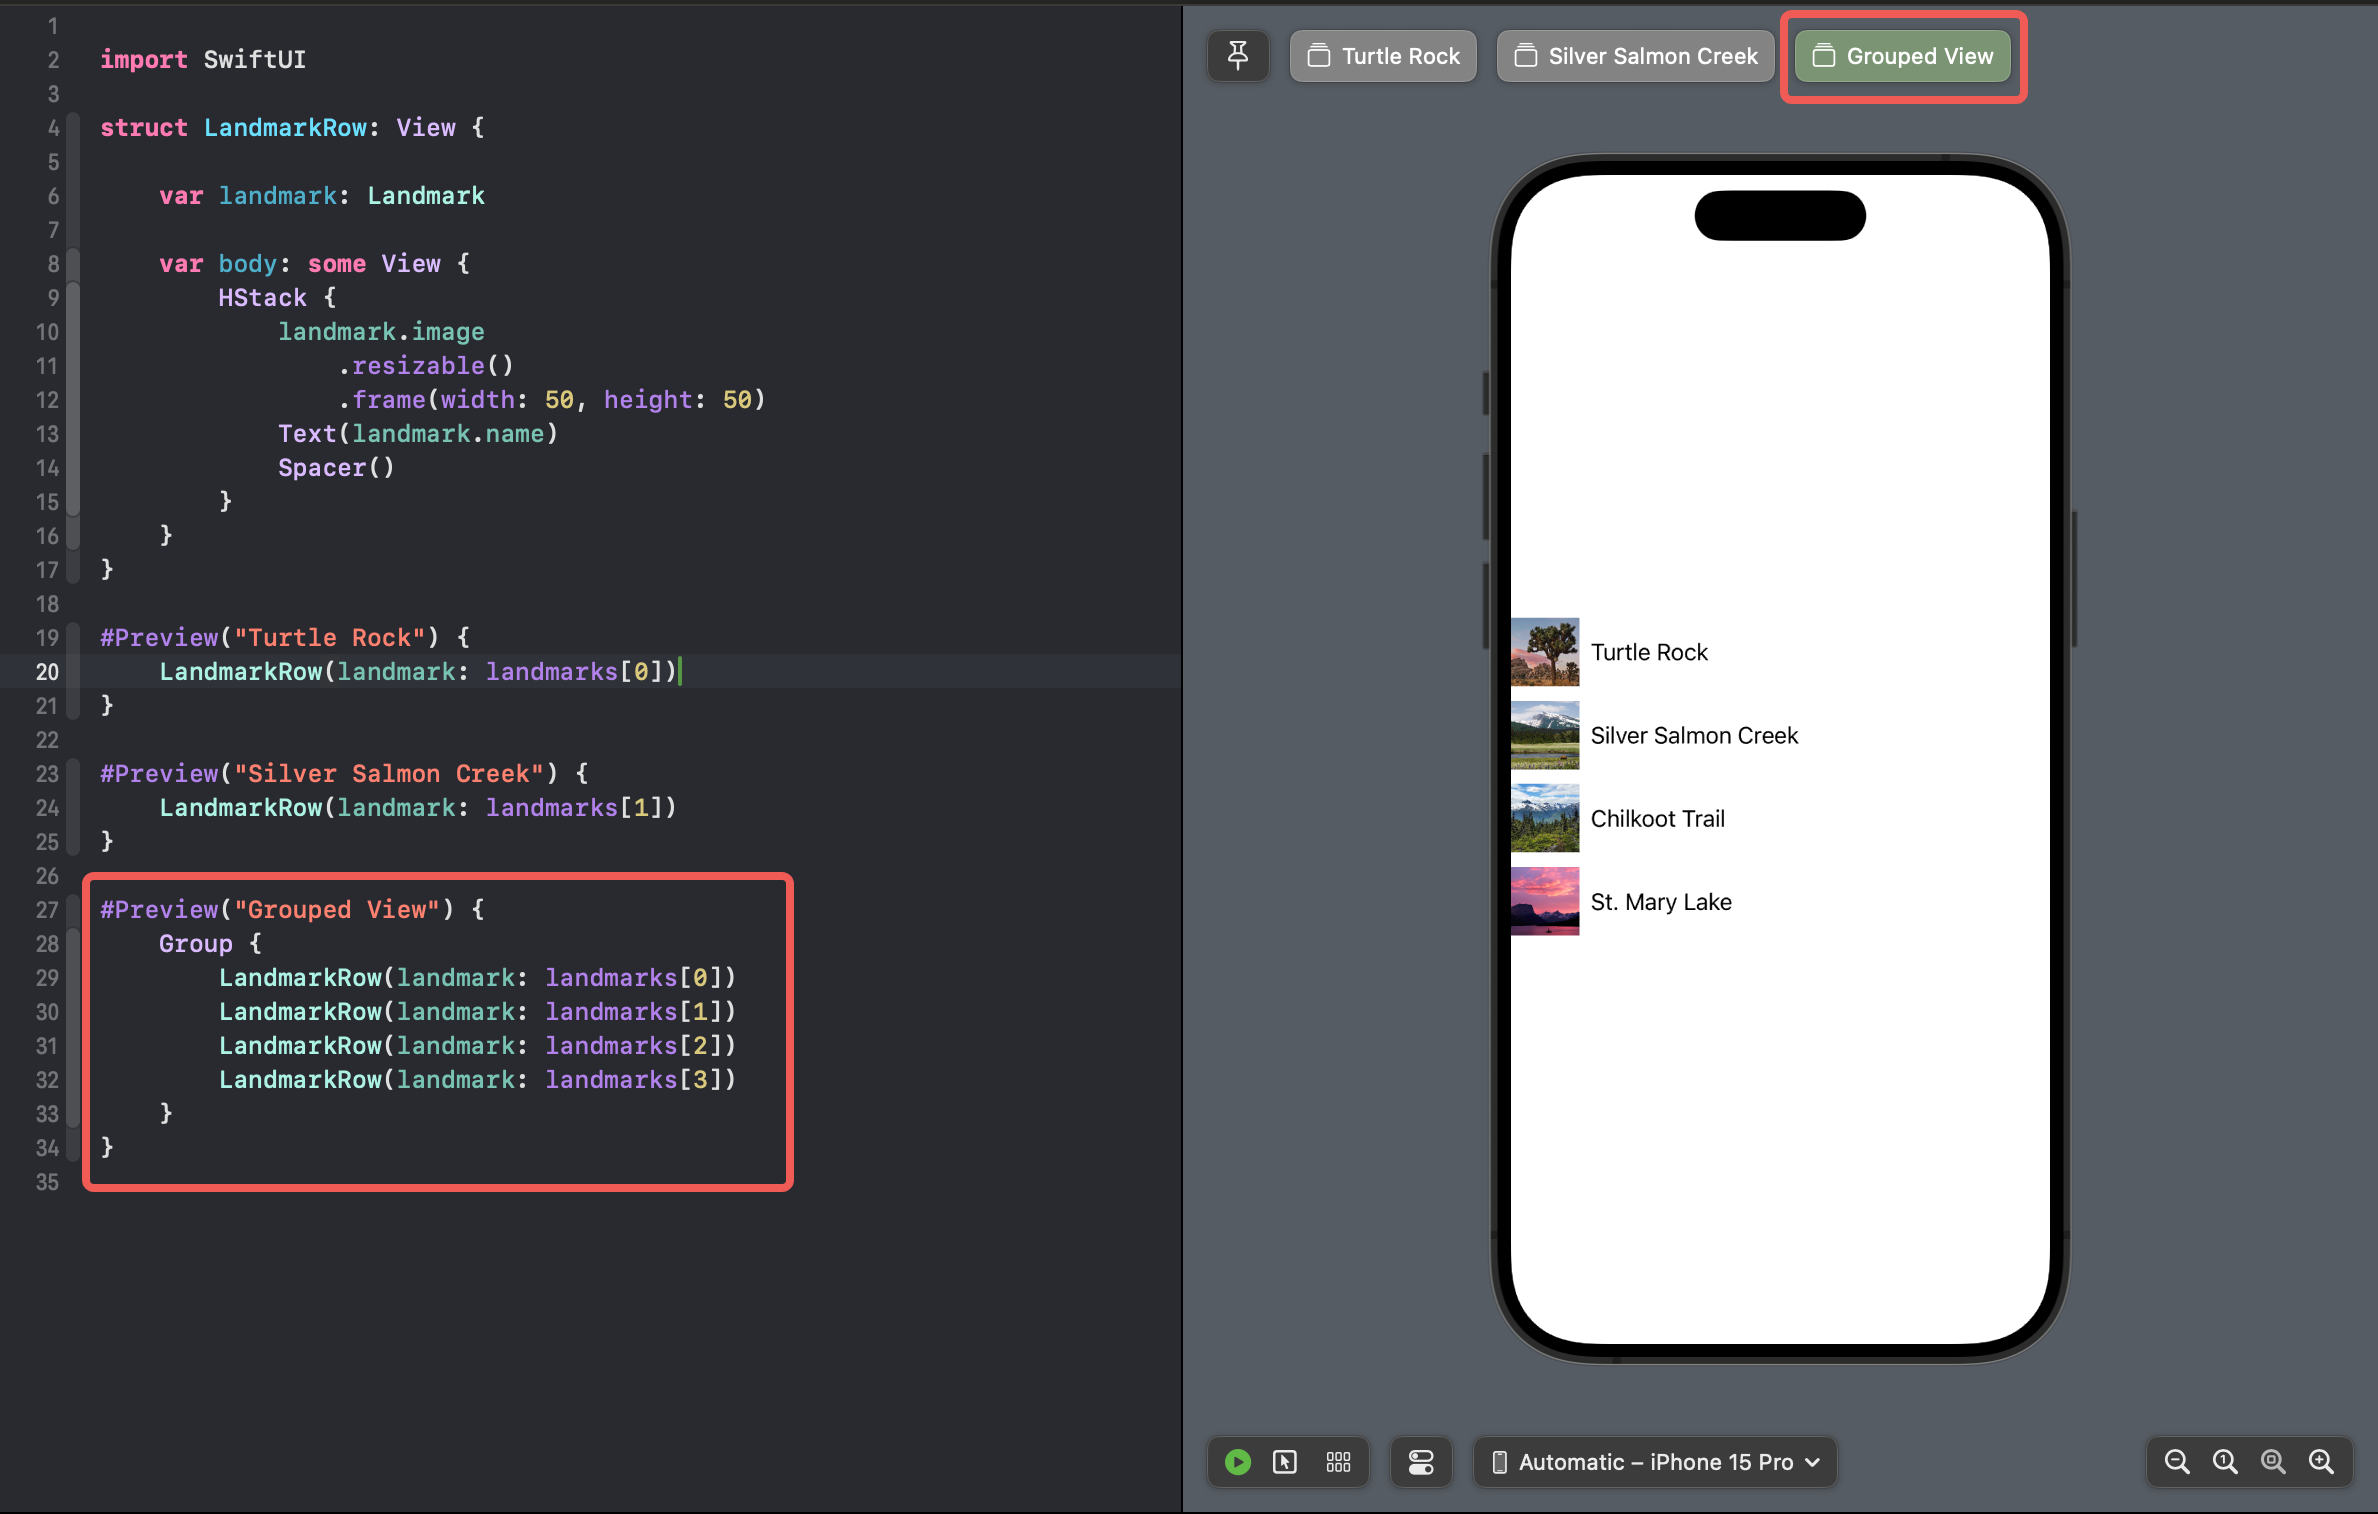 1
2 import SwiftUI
3
4 struct LandmarkRow: View {
5
6     var landmark: Landmark
7
8     var body: some View {
9         HStack {
10             landmark.image
11                 .resizable()
12                 .frame(width: 50, height: 50)
13             Text(landmark.name)
14             Spacer()
15         }
16     }
17 }
18
19 #Preview("Turtle Rock") {
20     LandmarkRow(landmark: landmarks[0])
21 }
22
23 #Preview("Silver Salmon Creek") {
24     LandmarkRow(landmark: landmarks[1])
25 }
26
27 #Preview("Grouped View") {
28     Group {
29         LandmarkRow(landmark: landmarks[0])
30         LandmarkRow(landmark: landmarks[1])
31         LandmarkRow(landmark: landmarks[2])
32         LandmarkRow(landmark: landmarks[3])
33     }
34 }
35
Turtle Rock Silver Salmon Creek Grouped View
Turtle Rock
Silver Salmon Creek
Chilkoot Trail
St. Mary Lake
Automatic – iPhone 15 Pro